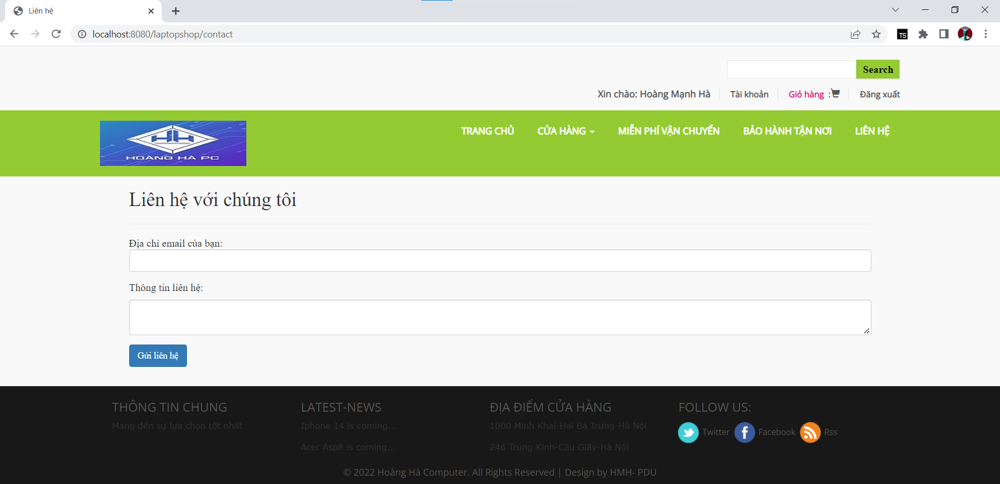 Liên hệ
localhost:8080/laptopshop/contact
TS
Search
Xin chào: Hoàng Mạnh Hà
Tài khoản
Giỏ hàng :
Đăng xuất
HH
HOANG HA PC
TRANG CHỦ
CỬA HÀNG
MIỄN PHÍ VẬN CHUYỂN
BẢO HÀNH TẬN NƠI
LIÊN HỆ
Liên hệ với chúng tôi
Địa chỉ email của bạn:
Thông tin liên hệ:
Gửi liên hệ
THÔNG TIN CHUNG
Mang đến sự lựa chọn tốt nhất
LATEST-NEWS
Iphone 14 is coming...
Acer Asp8 is coming...
ĐỊA ĐIỂM CỬA HÀNG
1000 Minh Khai-Hai Bà Trưng-Hà Nội
246 Trung Kính-Cầu Giấy-Hà Nội
FOLLOW US:
Twitter
Facebook
Rss
© 2022 Hoàng Hà Computer. All Rights Reserved | Design by HMH- PDU